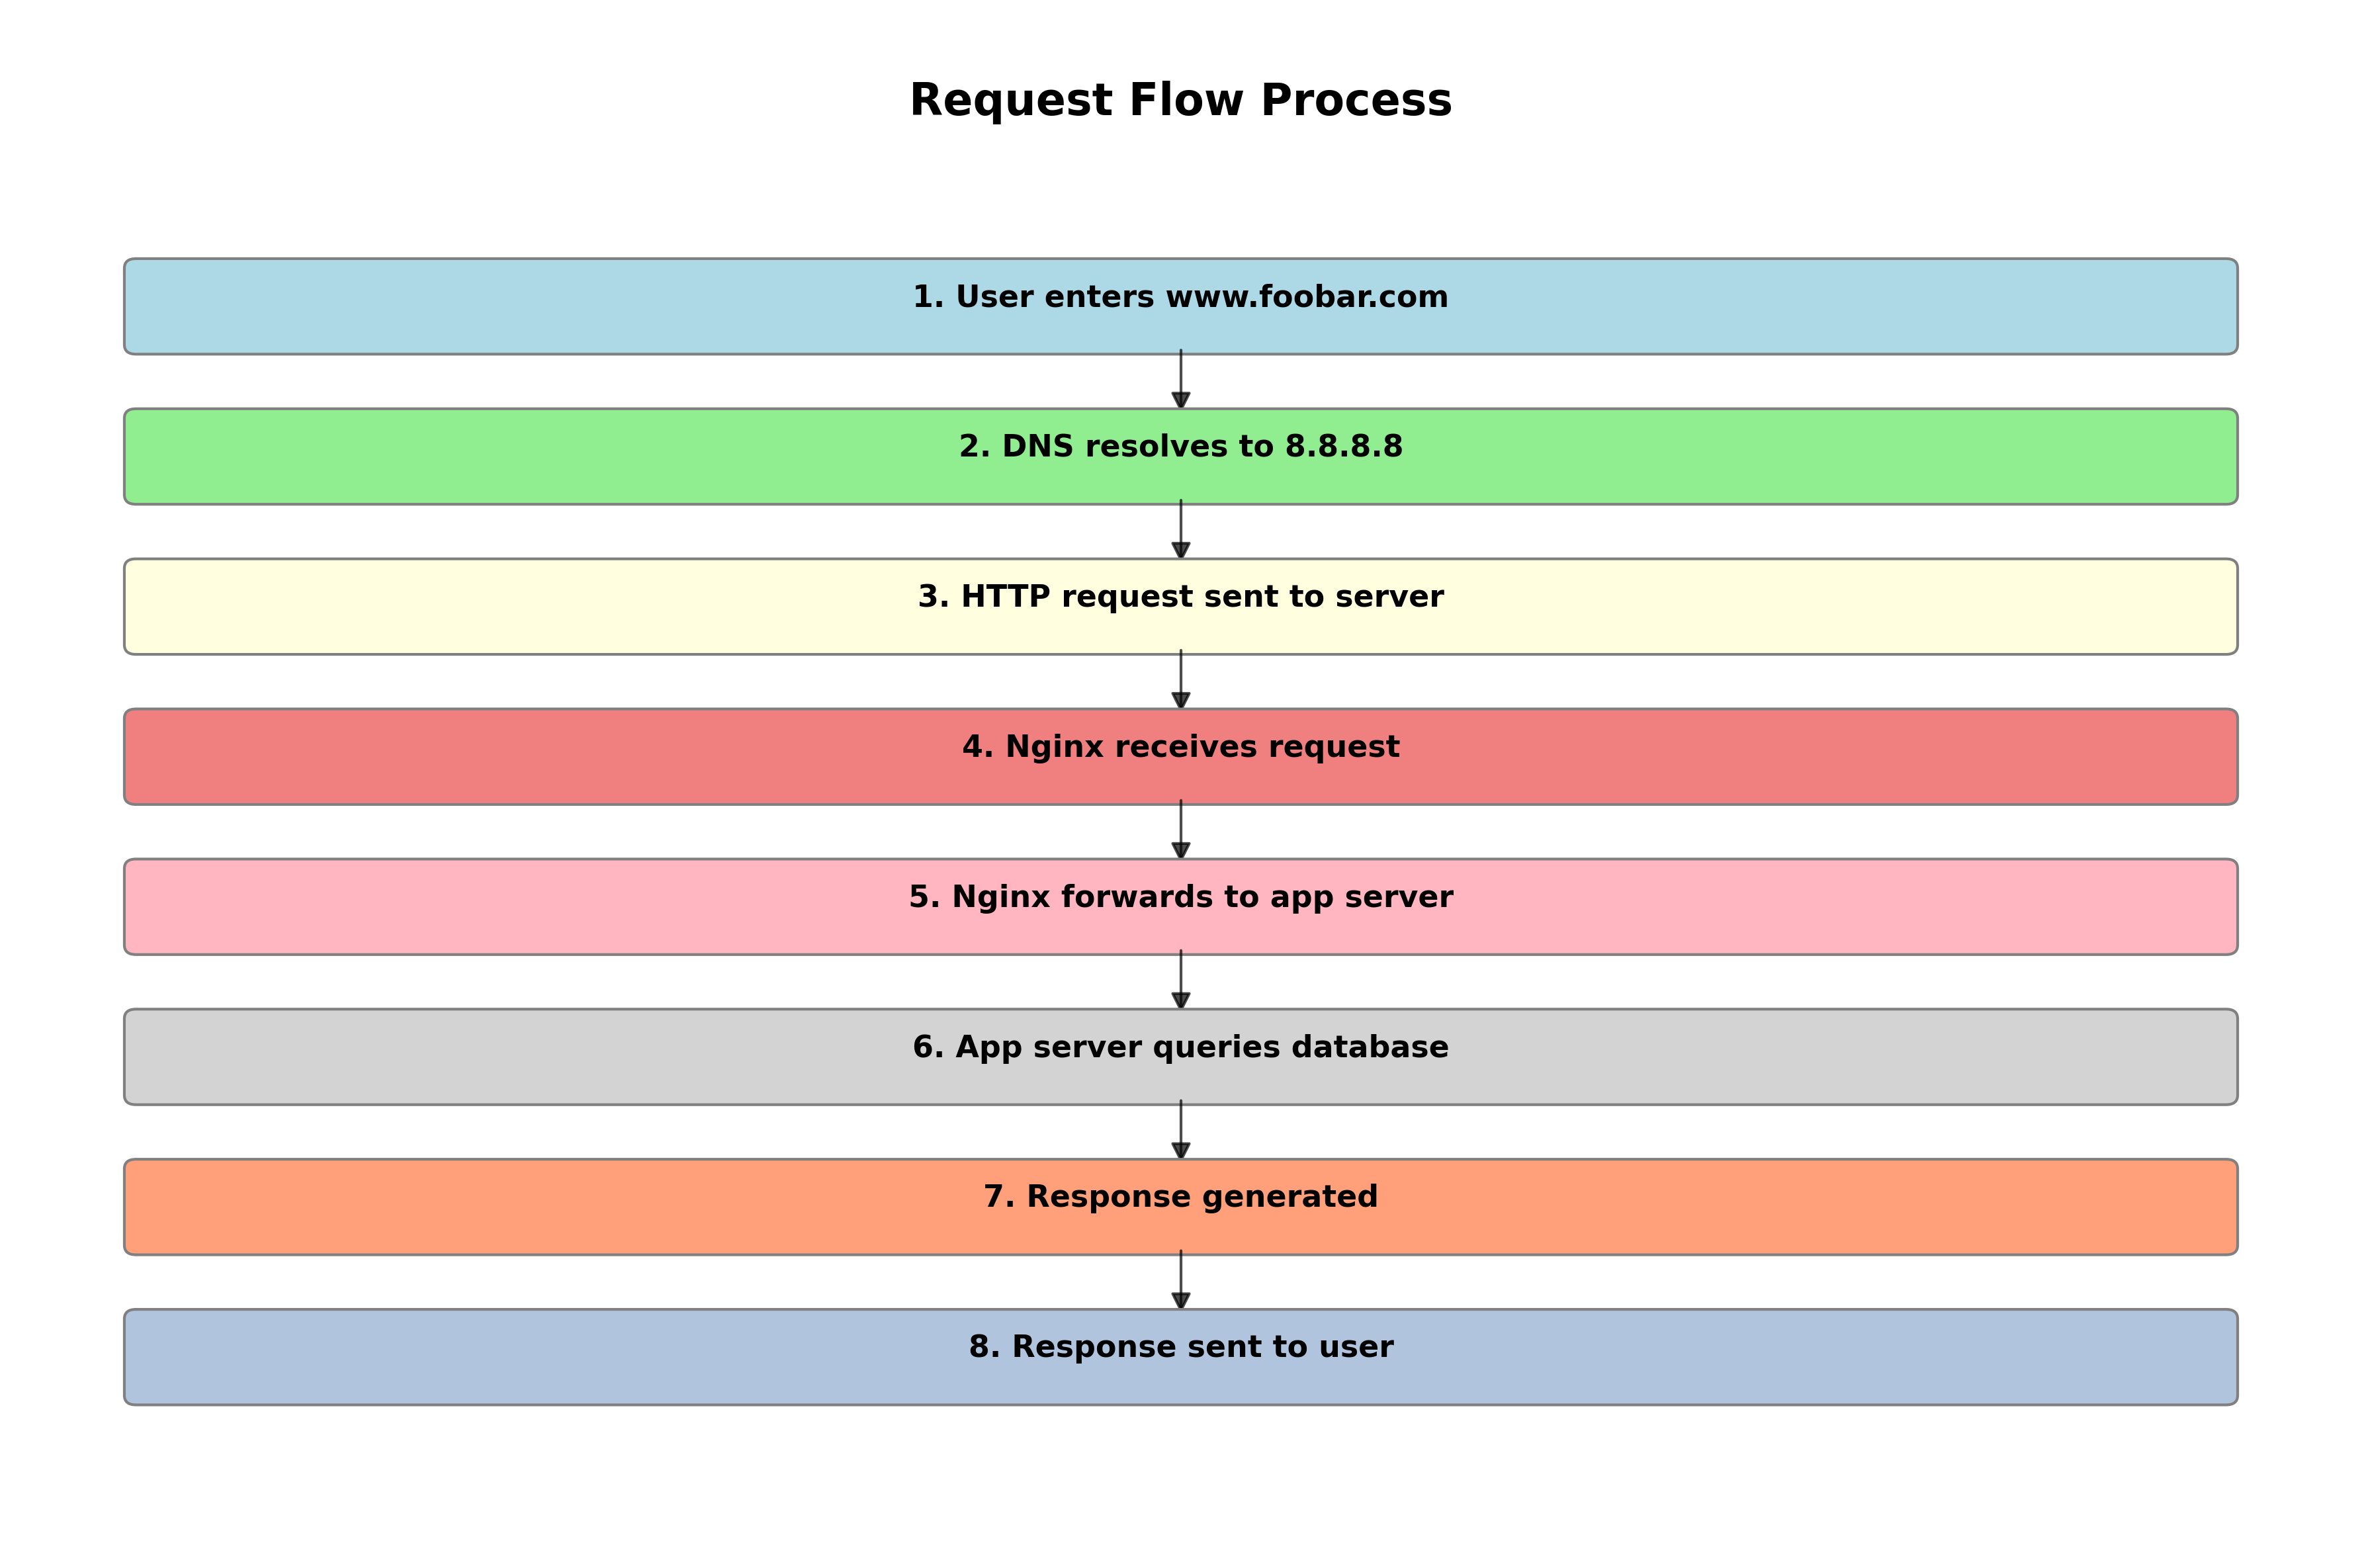 Request Flow Process
1. User enters www.foobar.com
2. DNS resolves to 8.8.8.8
3. HTTP request sent to server
4. Nginx receives request
5. Nginx forwards to app server
6. App server queries database
7. Response generated
8. Response sent to user